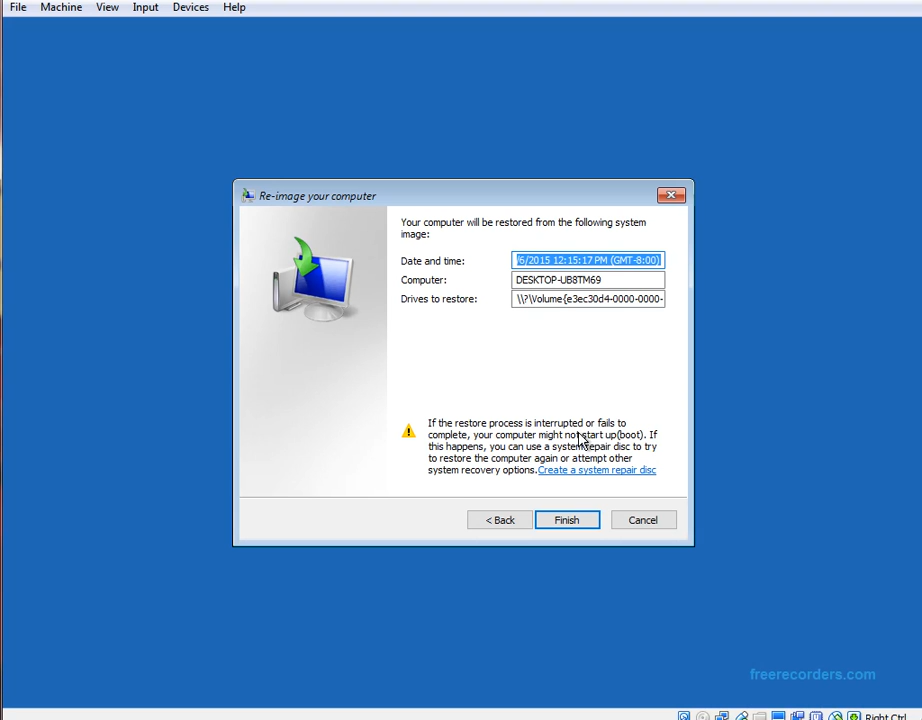 File Machine View Input Devices Help
Re-image your computer
Your computer will be restored from the following system
image:
Date and time: /6/2015 12:15:17 PM (GMT-8:00)
Computer: DESKTOP-UB8TM69
Drives to restore: \\?\Volume{e3ec30d4-0000-0000-
If the restore process is interrupted or fails to
complete, your computer might not start up(boot). If
this happens, you can use a system repair disc to try
to restore the computer again or attempt other
system recovery options.Create a system repair disc
< Back Finish Cancel
freerecorders.com
Right Ctrl